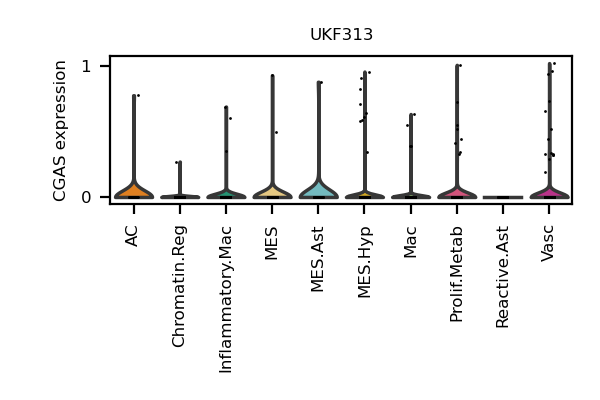 UKF313
CGAS expression
1
0
AC
Chromatin.Reg
Inflammatory.Mac
MES
MES.Ast
MES.Hyp
Mac
Prolif.Metab
Reactive.Ast
Vasc